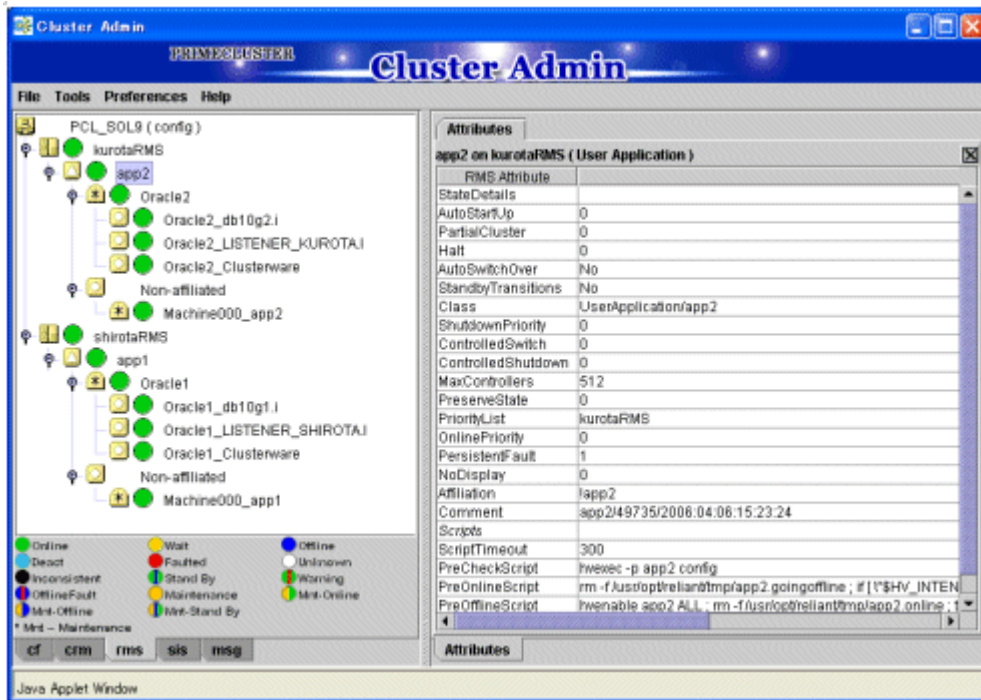 Cluster Admin
PRIMECLUSTER
Cluster Admin
File Tools Preferences Help
PCL_SOL9 ( config )
kurotaRMS
app2
Oracle2
Oracle2_db10g2.i
Oracle2_LISTENER_KUROTA.l
Oracle2_Clusterware
Non-affiliated
Machine000_app2
shirotaRMS
app1
Oracle1
Oracle1_db10g1.i
Oracle1_LISTENER_SHIROTA.l
Oracle1_Clusterware
Non-affiliated
Machine000_app1
Online Wait Offline
Deact Faulted Unknown
Inconsistent Stand By Warning
OfflineFault Maintenance Mnt-Online
Mnt-Offline Mnt-Stand By
* Mnt - Maintenance
cf crm rms sis msg
Attributes
app2 on kurotaRMS ( User Application )
RMS Attribute
StateDetails
AutoStartUp 0
PartialCluster 0
Halt 0
AutoSwitchOver No
StandbyTransitions No
Class UserApplication/app2
ShutdownPriority 0
ControlledSwitch 0
ControlledShutdown 0
MaxControllers 512
PreserveState 0
PriorityList kurotaRMS
OnlinePriority 0
PersistentFault 1
NoDisplay 0
Affiliation !app2
Comment app2/49735/2006:04:06:15:23:24
Scripts
ScriptTimeout 300
PreCheckScript hvexec -p app2 config
PreOnlineScript rm -f /usr/opt/reliant/tmp/app2.goingoffline ; if [ \"$HV_INTEN
PreOfflineScript hvenable app2 ALL ; rm -f /usr/opt/reliant/tmp/app2.online ;
Attributes
Java Applet Window